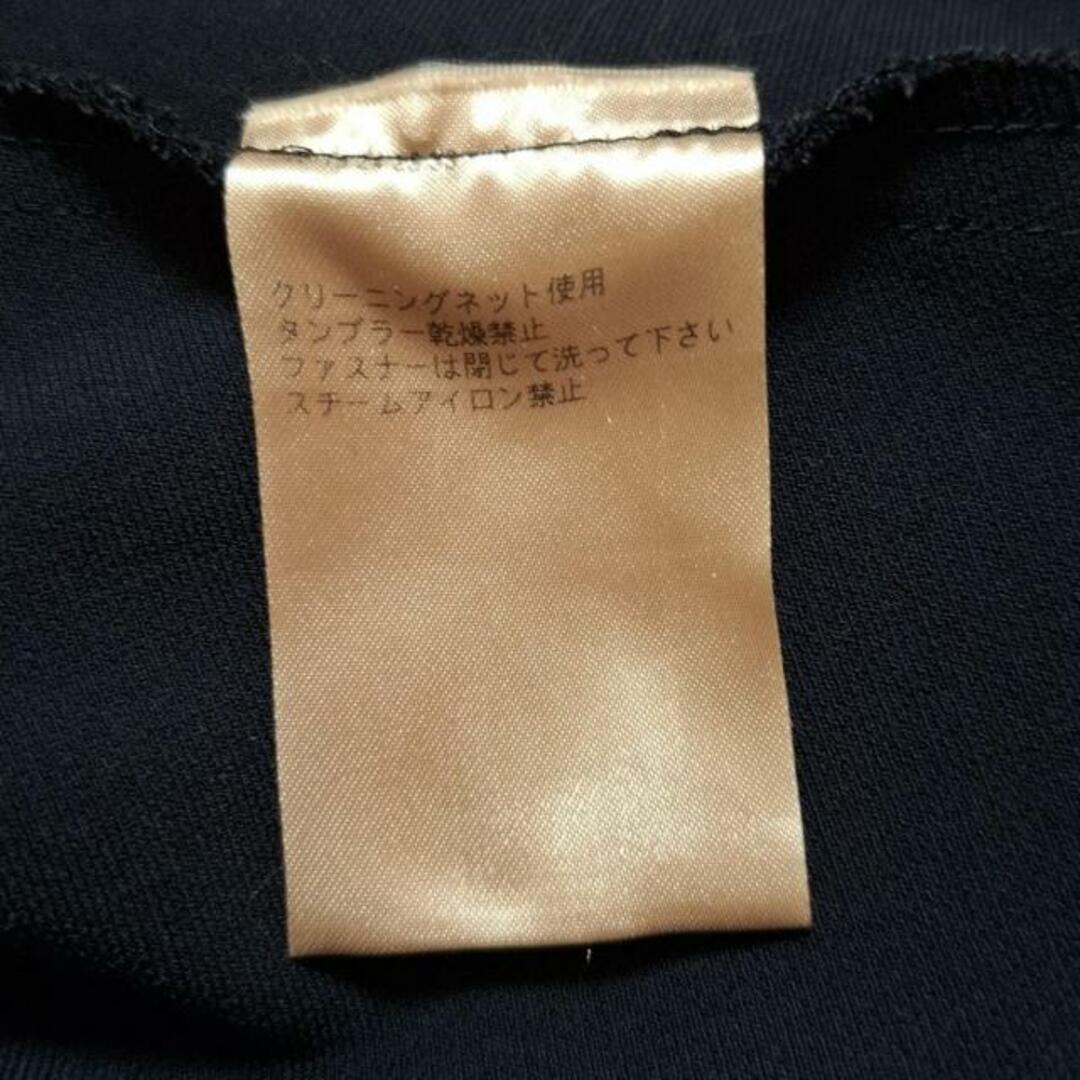 クリーニングネット使用
タンブラー乾燥禁止
ファスナーは閉じて洗って下さい
スチームアイロン禁止